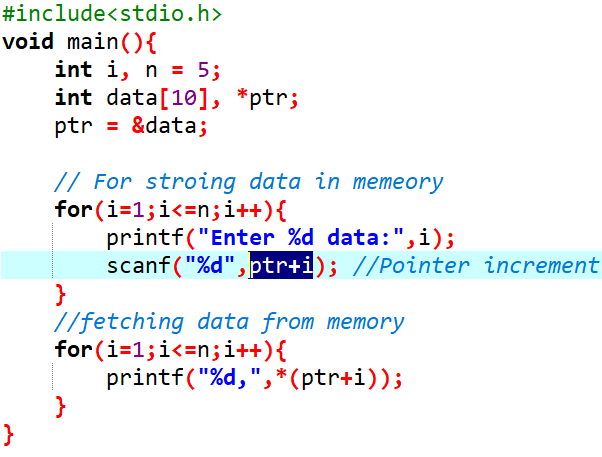 #include<stdio.h>
void main(){
    int i, n = 5;
    int data[10], *ptr;
    ptr = &data;

    // For stroing data in memeory
    for(i=1;i<=n;i++){
        printf("Enter %d data:",i);
        scanf("%d",ptr+i); //Pointer increment
    }
    //fetching data from memory
    for(i=1;i<=n;i++){
        printf("%d,",*(ptr+i));
    }
}